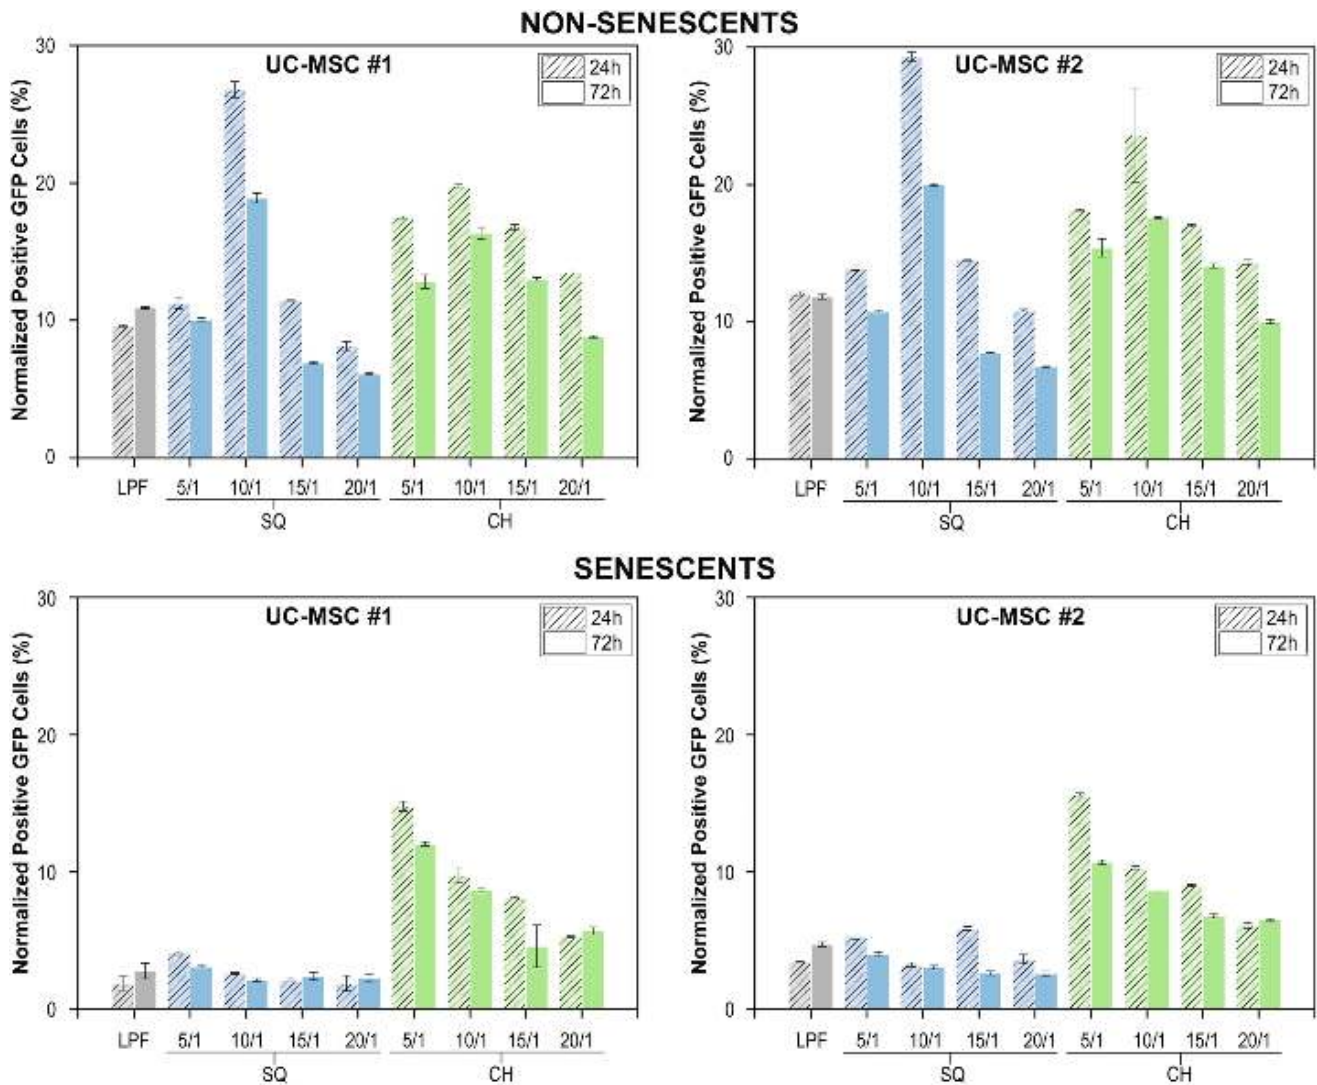 NON-SENESCENTS
UC-MSC #1
24h
72h
Normalized Positive GFP Cells (%)
30
20
10
0
LPF 5/1 10/1 15/1 20/1 5/1 10/1 15/1 20/1
SQ CH
UC-MSC #2
24h
72h
Normalized Positive GFP Cells (%)
30
20
10
0
LPF 5/1 10/1 15/1 20/1 5/1 10/1 15/1 20/1
SQ CH
SENESCENTS
UC-MSC #1
24h
72h
Normalized Positive GFP Cells (%)
30
20
10
0
LPF 5/1 10/1 15/1 20/1 5/1 10/1 15/1 20/1
SQ CH
UC-MSC #2
24h
72h
Normalized Positive GFP Cells (%)
30
20
10
0
LPF 5/1 10/1 15/1 20/1 5/1 10/1 15/1 20/1
SQ CH